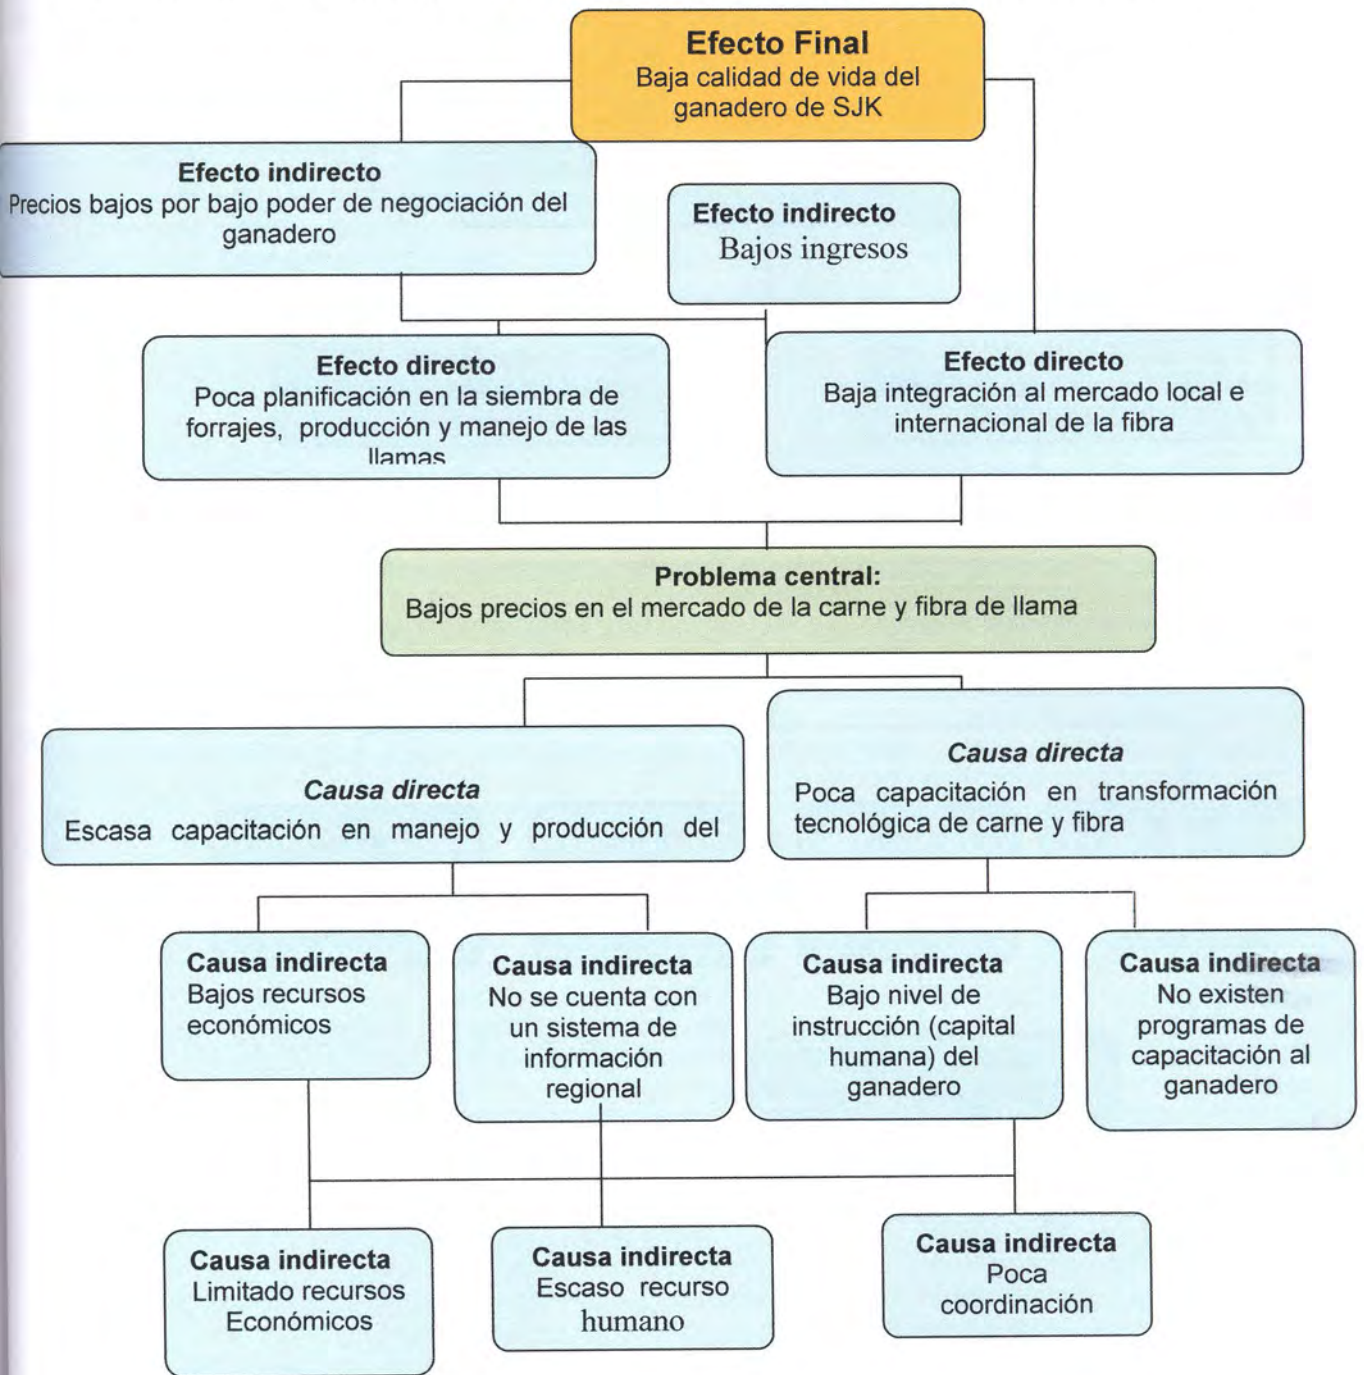 Efecto Final
Baja calidad de vida del
ganadero de SJK
Efecto indirecto
Precios bajos por bajo poder de negociación del
ganadero
Efecto indirecto
Bajos ingresos
Efecto directo
Poca planificación en la siembra de
forrajes, producción y manejo de las
llamas
Efecto directo
Baja integración al mercado local e
internacional de la fibra
Problema central:
Bajos precios en el mercado de la carne y fibra de llama
Causa directa
Escasa capacitación en manejo y producción del
Causa directa
Poca capacitación en transformación
tecnológica de carne y fibra
Causa indirecta
Bajos recursos
económicos
Causa indirecta
No se cuenta con
un sistema de
información
regional
Causa indirecta
Bajo nivel de
instrucción (capital
humana) del
ganadero
Causa indirecta
No existen
programas de
capacitación al
ganadero
Causa indirecta
Limitado recursos
Económicos
Causa indirecta
Escaso recurso
humano
Causa indirecta
Poca
coordinación